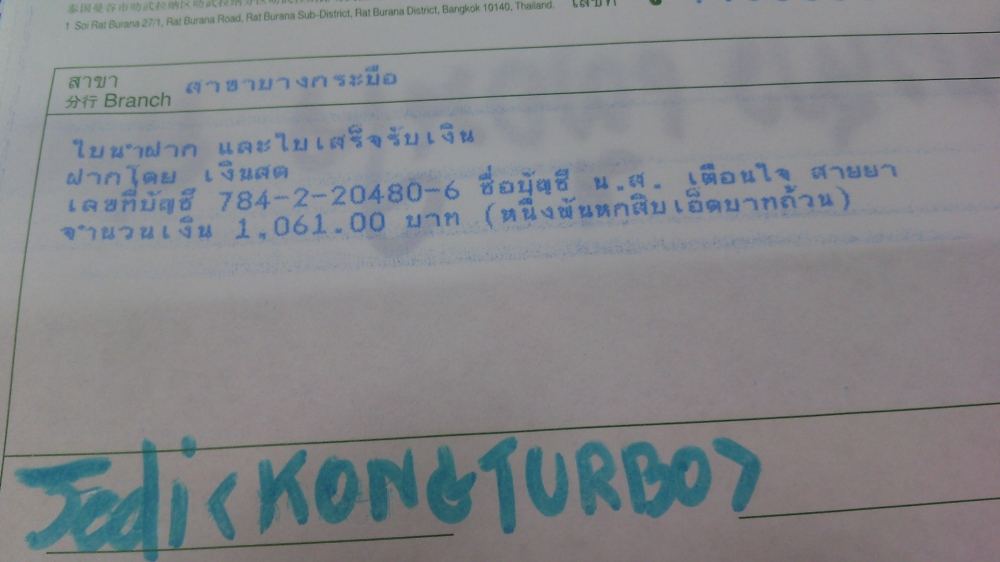 1 Soi Rat Burana 27/1, Rat Burana Road, Rat Burana Sub-District, Rat Burana District, Bangkok 10140, Thailand. เลขที่
สาขา
分行 Branch สาขาบางกระบือ
ใบนำฝาก และใบเสร็จรับเงิน
ฝากโดย เงินสด
เลขที่บัญชี 784-2-20480-6 ชื่อบัญชี น.ส. เตือนใจ สายยา
จำนวนเงิน 1,061.00 บาท (หนึ่งพันหกสิบเอ็ดบาทถ้วน)
Jedi<KONGTURBO>